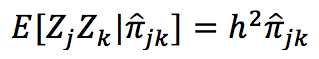 E[Z_j Z_k | π̂_jk] = h² π̂_jk